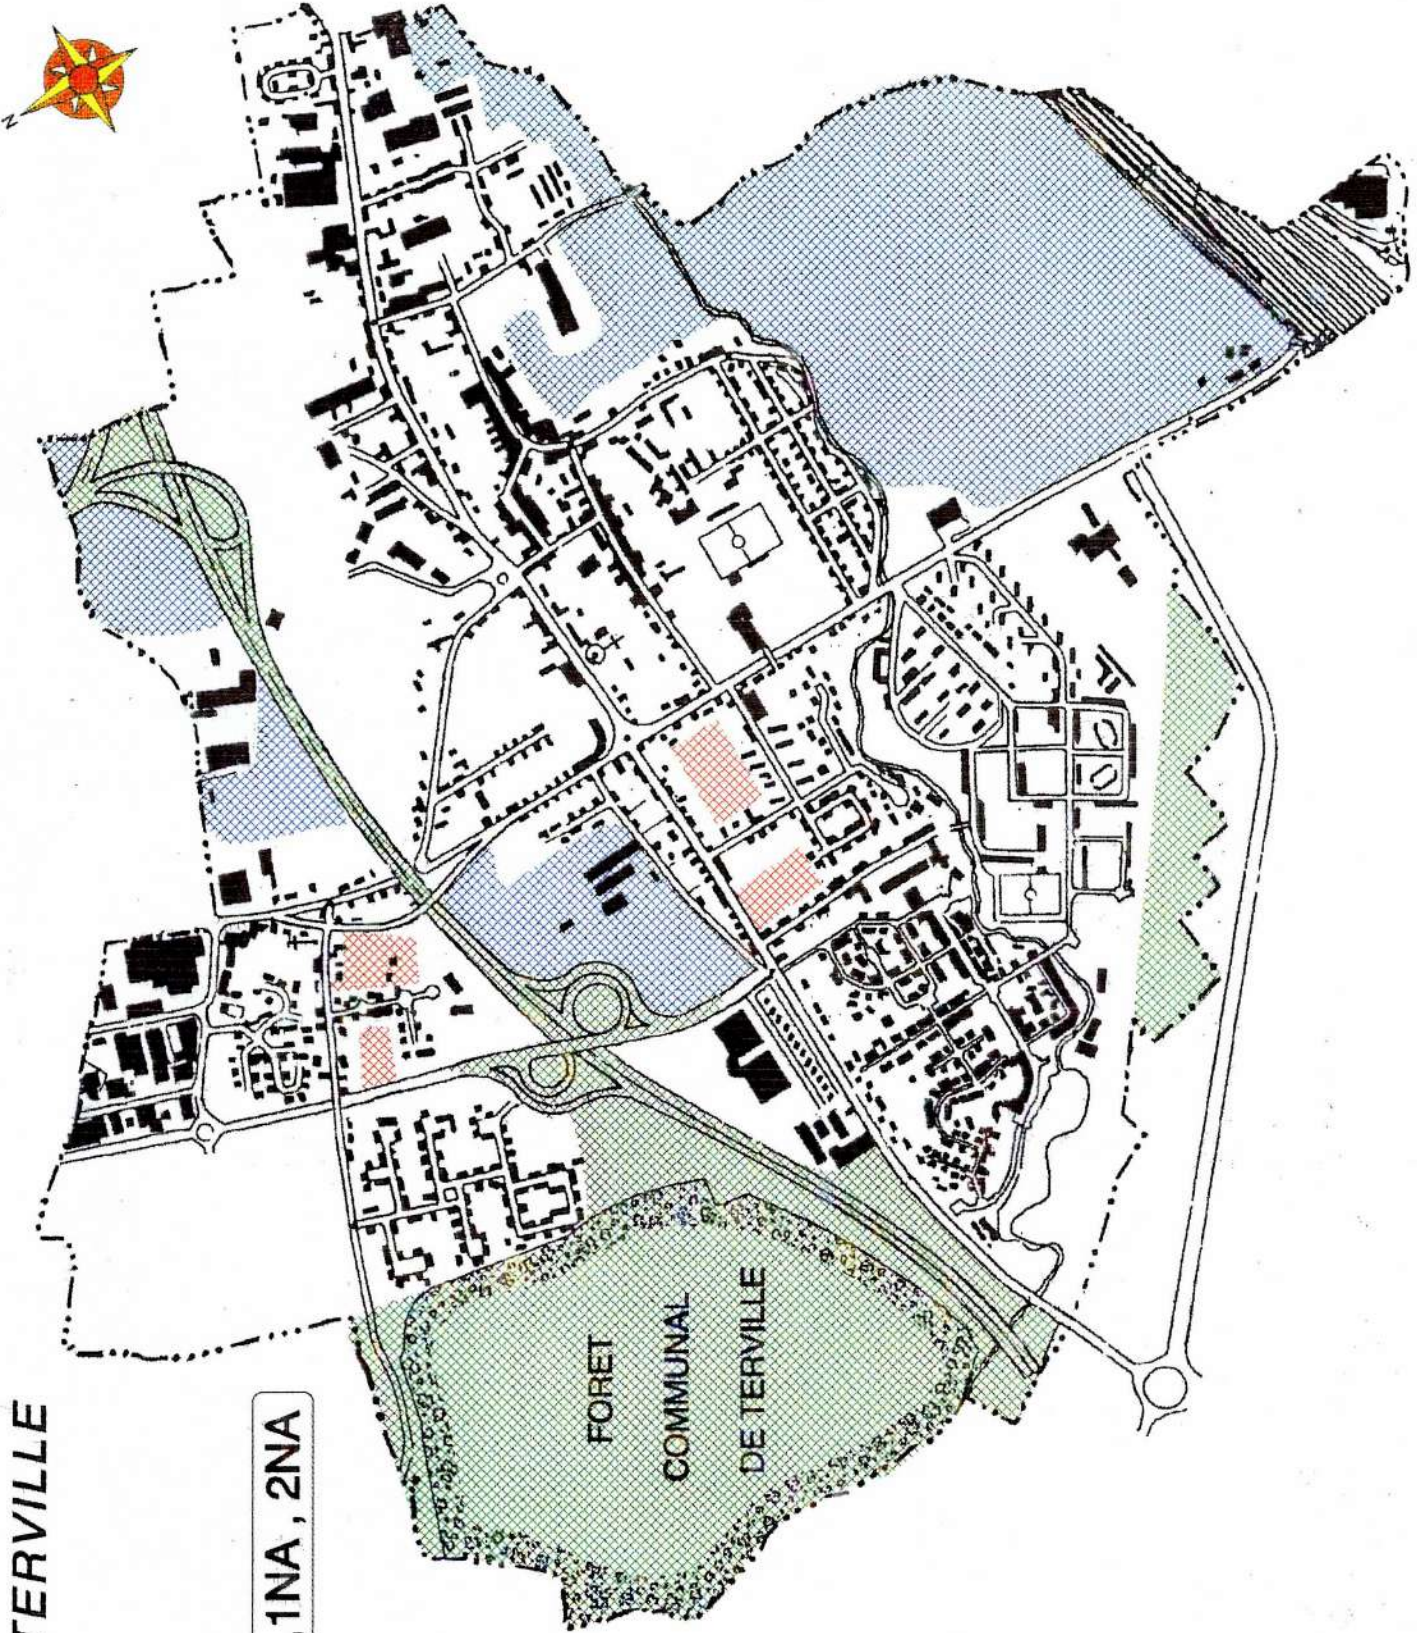 TERVILLE
1NA , 2NA
N
FORET
COMMUNAL
DE TERVILLE